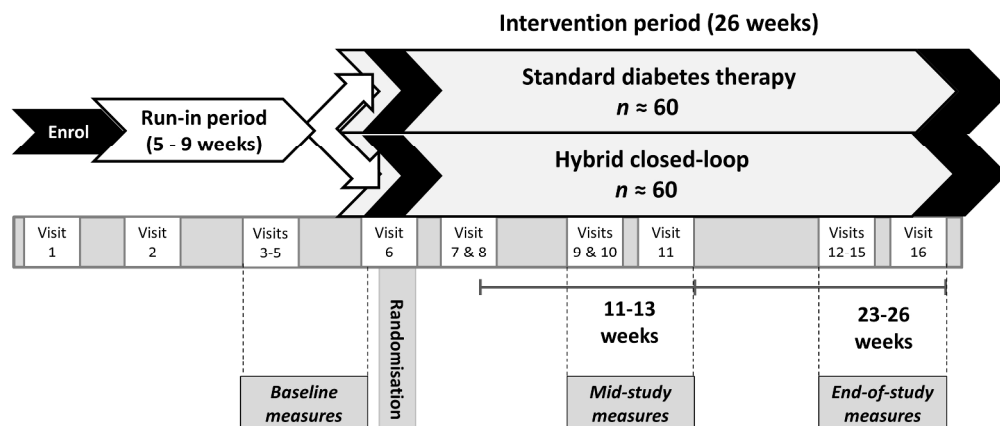 Intervention period (26 weeks)
Standard diabetes therapy
n ≈ 60
Enrol
Run-in period
(5 - 9 weeks)
Hybrid closed-loop
n ≈ 60
Visit
1
Visit
2
Visits
3-5
Visit
6
Visit
7 & 8
Visits
9 & 10
Visit
11
Visits
12-15
Visit
16
Randomisation
11-13
weeks
23-26
weeks
Baseline
measures
Mid-study
measures
End-of-study
measures